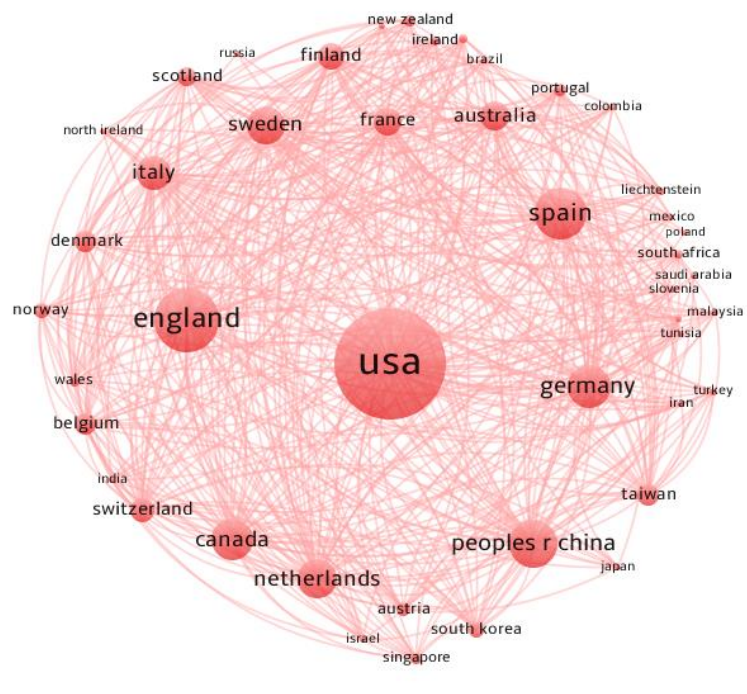 new zealand
ireland
russia
finland
brazil
scotland
portugal
colombia
sweden
france
australia
north ireland
italy
liechtenstein
spain
mexico
poland
denmark
south africa
saudi arabia
slovenia
norway
england
malaysia
tunisia
usa
wales
germany
turkey
iran
belgium
india
taiwan
switzerland
canada
peoples r china
japan
netherlands
austria
south korea
israel
singapore